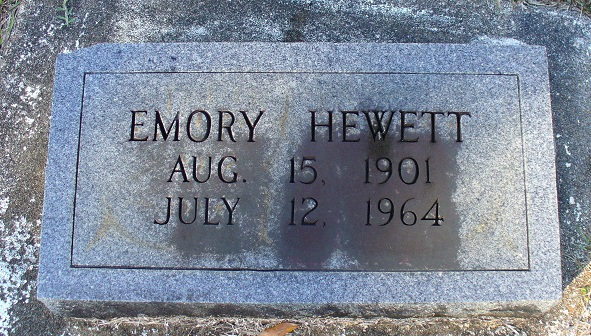 EMORY HEWETT
AUG. 15, 1901
JULY 12, 1964